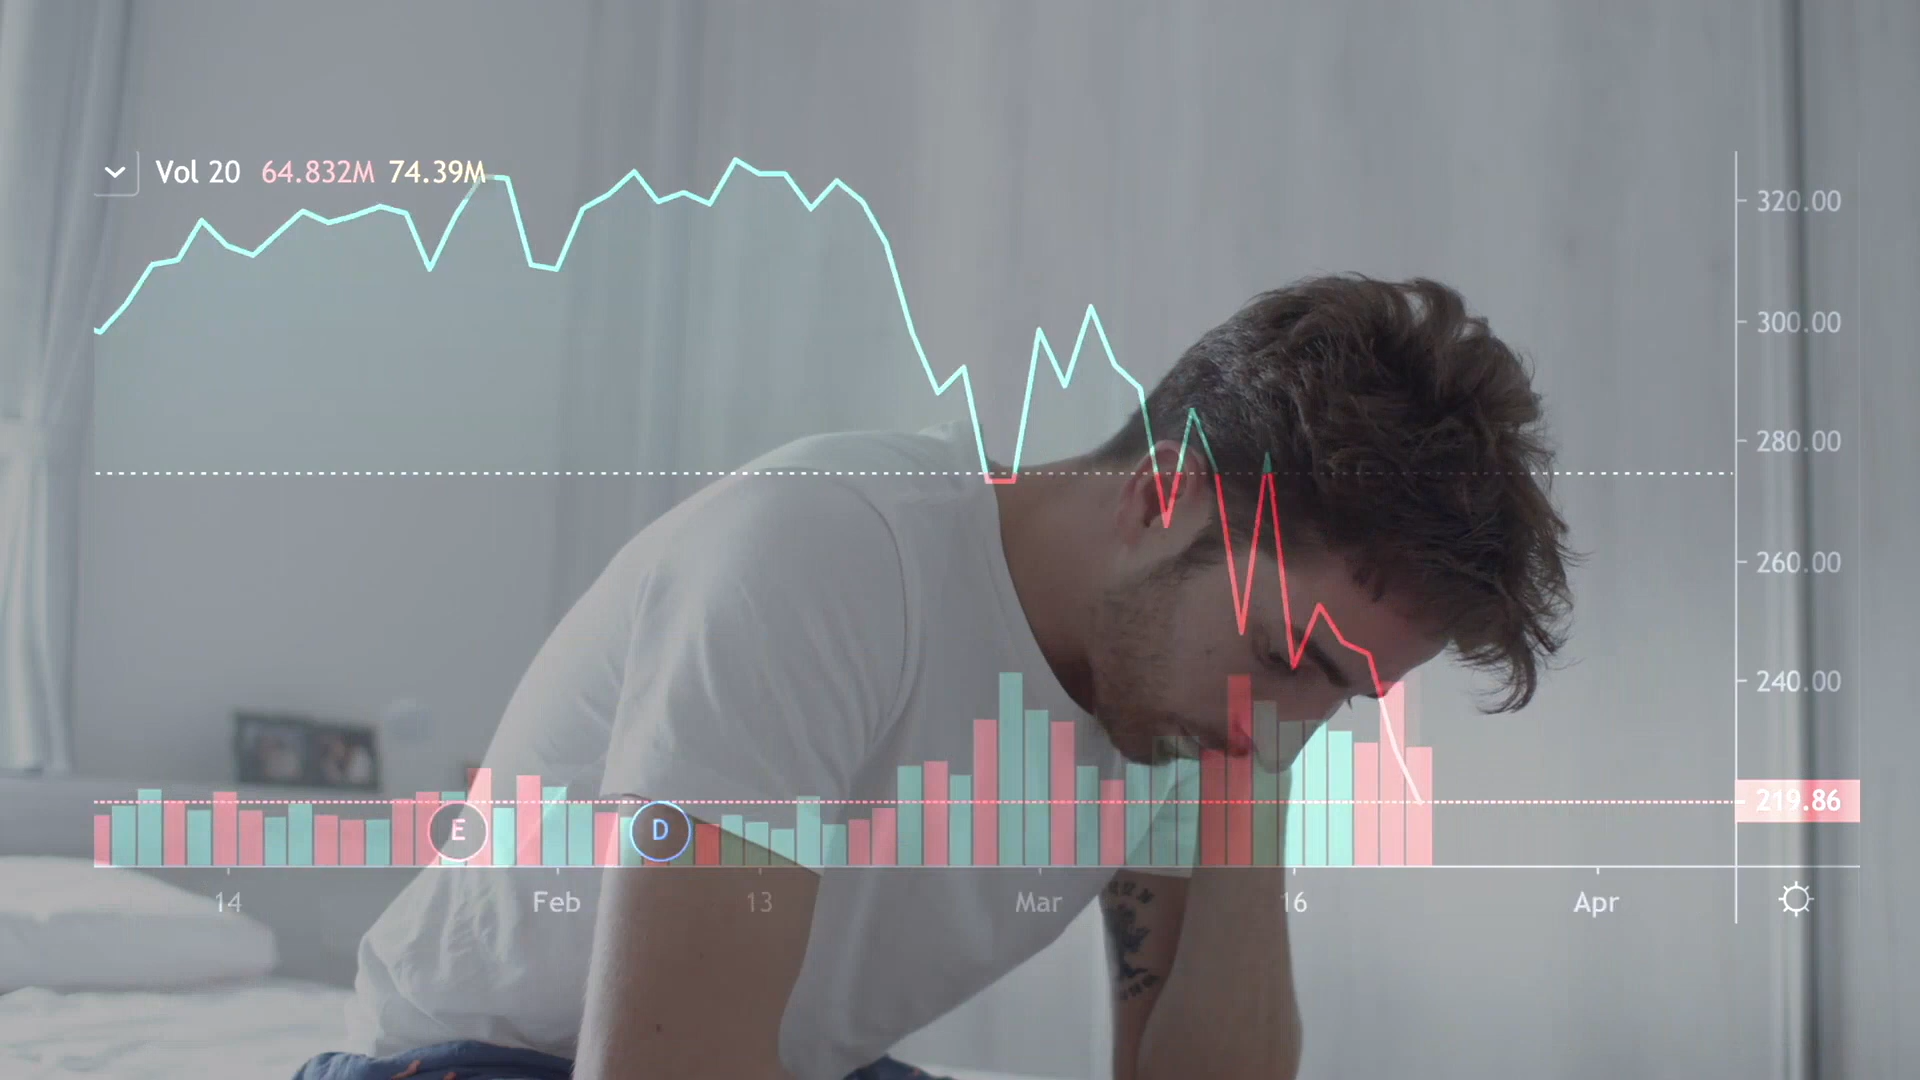 Vol 20 64.832M 74.39M
320.00
300.00
280.00
260.00
240.00
219.86
E
D
14 Feb 13 Mar 16 Apr